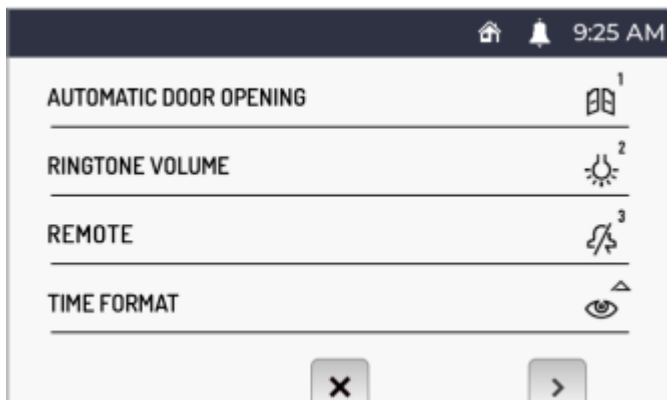 9:25 AM
AUTOMATIC DOOR OPENING 1
RINGTONE VOLUME 2
REMOTE 3
TIME FORMAT